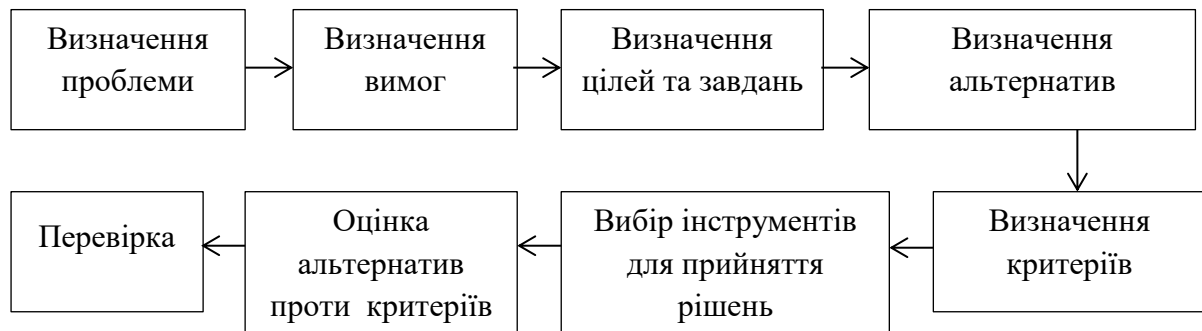 Визначення
проблеми
Визначення
вимог
Визначення
цілей та завдань
Визначення
альтернатив
Визначення
критеріїв
Вибір інструментів
для прийняття
рішень
Оцінка
альтернатив
проти критеріїв
Перевірка